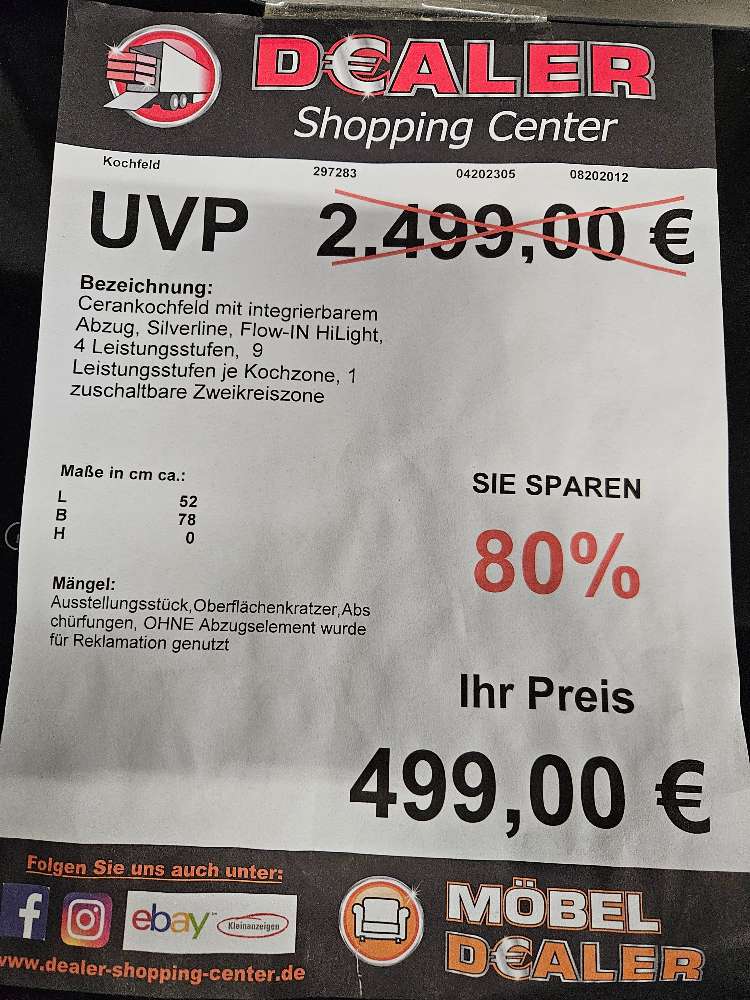 D€ALER
Shopping Center
Kochfeld 297283 04202305 08202012
UVP 2.499,00 €
Bezeichnung:
Cerankochfeld mit integrierbarem
Abzug, Silverline, Flow-IN HiLight,
4 Leistungsstufen, 9
Leistungsstufen je Kochzone, 1
zuschaltbare Zweikreiszone
Maße in cm ca.:
L 52
B 78
H 0
SIE SPAREN
80%
Mängel:
Ausstellungsstück,Oberflächenkratzer,Abs
chürfungen, OHNE Abzugselement wurde
für Reklamation genutzt
Ihr Preis
499,00 €
Folgen Sie uns auch unter:
f
ebay Kleinanzeigen
www.dealer-shopping-center.de
MÖBEL
D€ALER